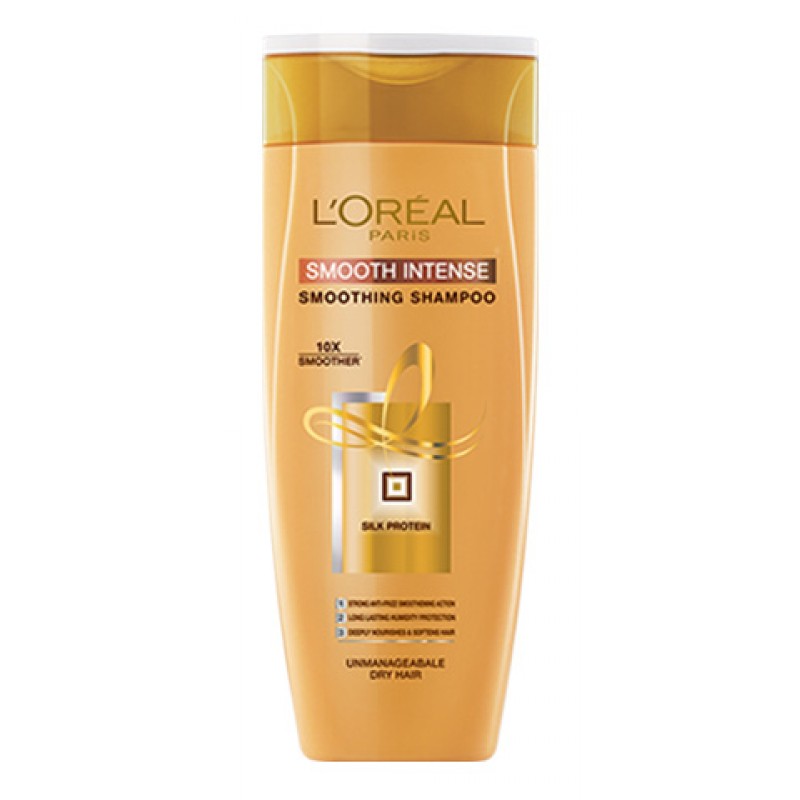 L'ORÉAL
PARiS
SMOOTH INTENSE
SMOOTHING SHAMPOO
10X
SMOOTHER*
SILK PROTEIN
1 STRONG ANTI-FRIZZ SMOOTHENING ACTION
2 LONG LASTING HUMIDITY PROTECTION
3 DEEPLY NOURISHES & SOFTENS HAIR
UNMANAGEABALE
DRY HAIR